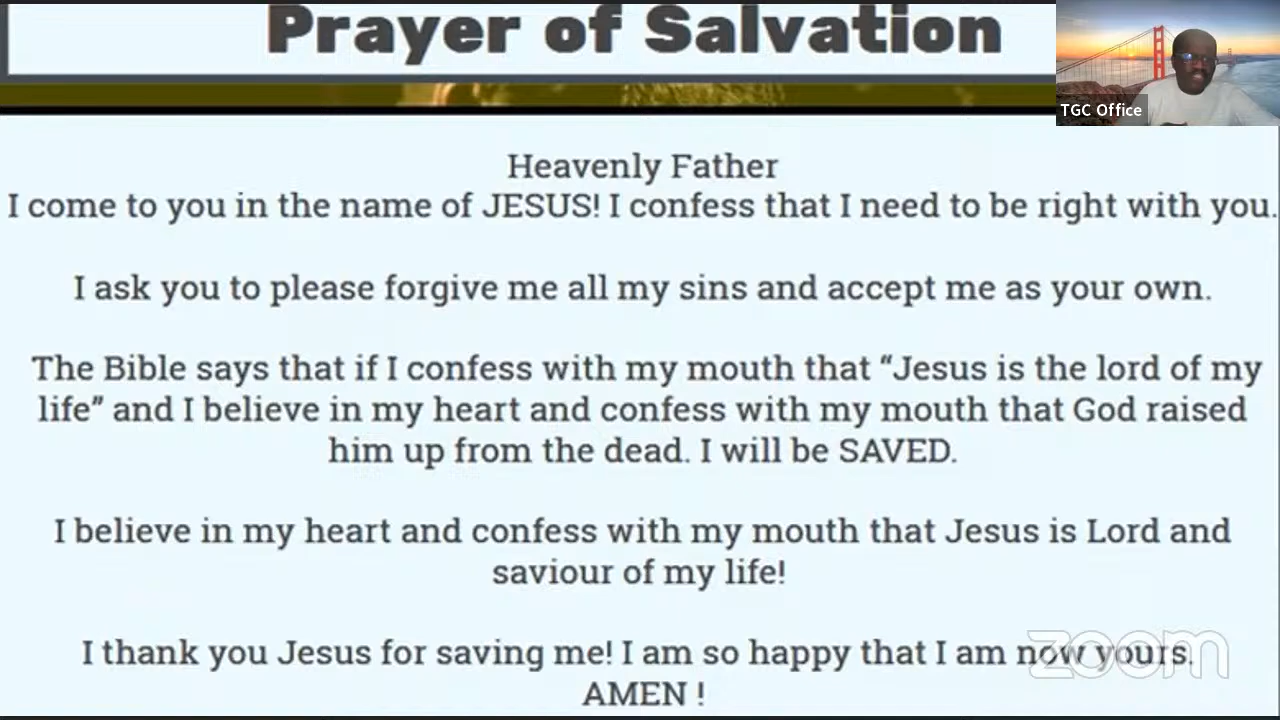 Prayer of Salvation
TGC Office
Heavenly Father
I come to you in the name of JESUS! I confess that I need to be right with you.
I ask you to please forgive me all my sins and accept me as your own.
The Bible says that if I confess with my mouth that “Jesus is the lord of my
life” and I believe in my heart and confess with my mouth that God raised
him up from the dead. I will be SAVED.
I believe in my heart and confess with my mouth that Jesus is Lord and
saviour of my life!
I thank you Jesus for saving me! I am so happy that I am now yours.
AMEN !
zoom